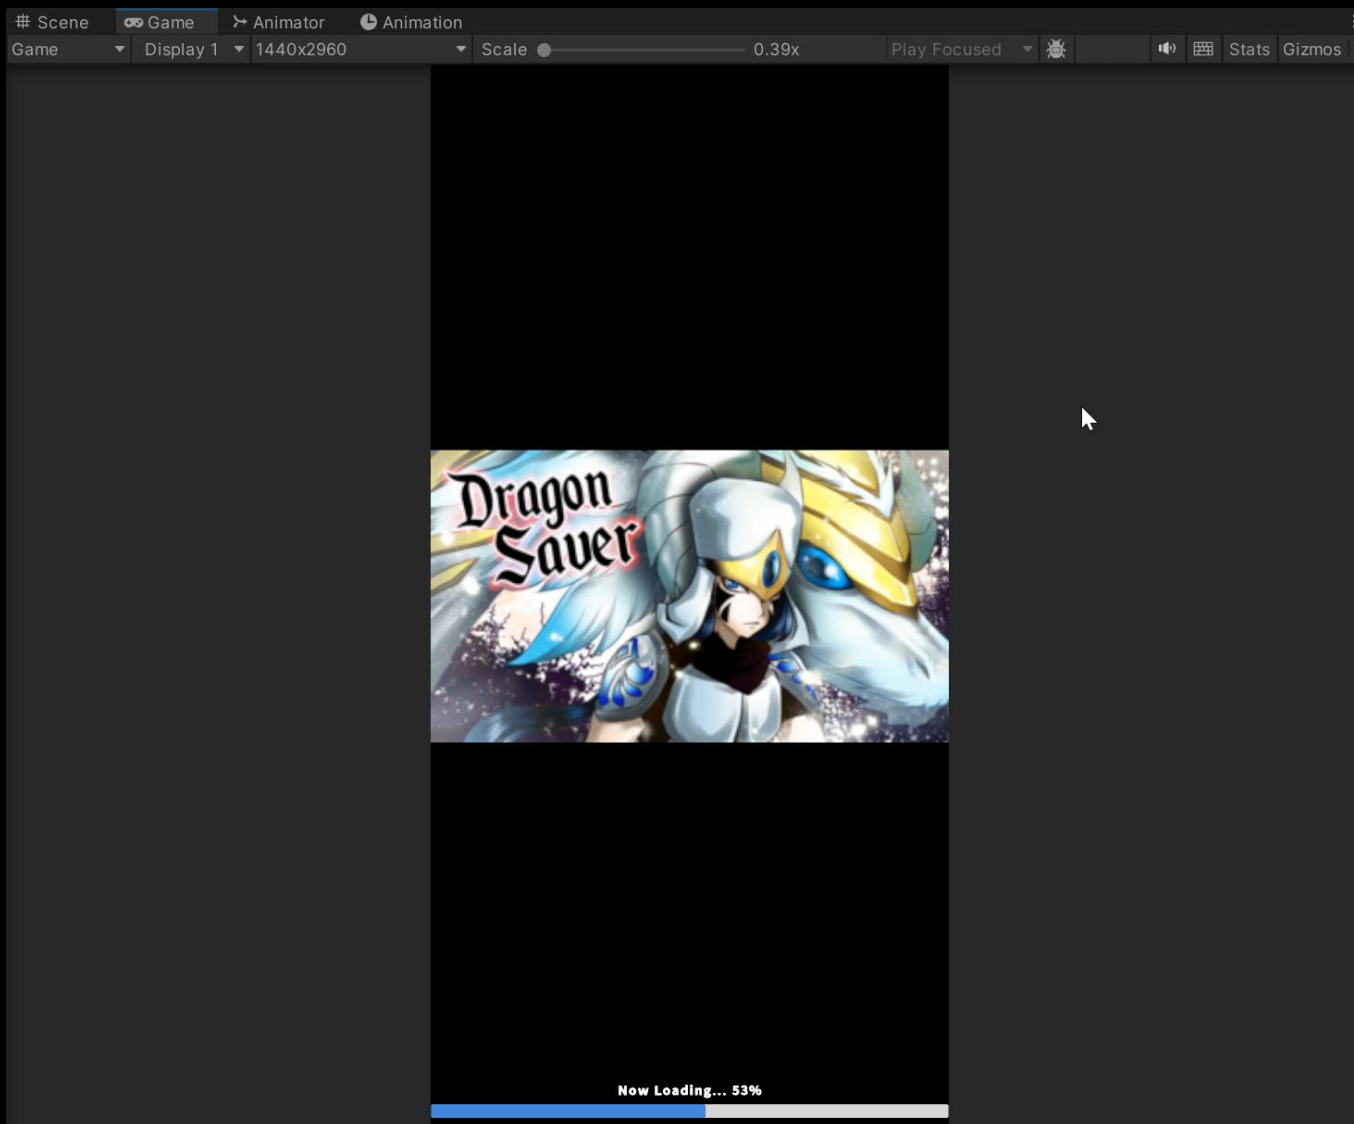 Scene Game Animator Animation
Game Display 1 1440x2960 Scale 0.39x Play Focused Stats Gizmos
Dragon
Saver
Now Loading... 53%